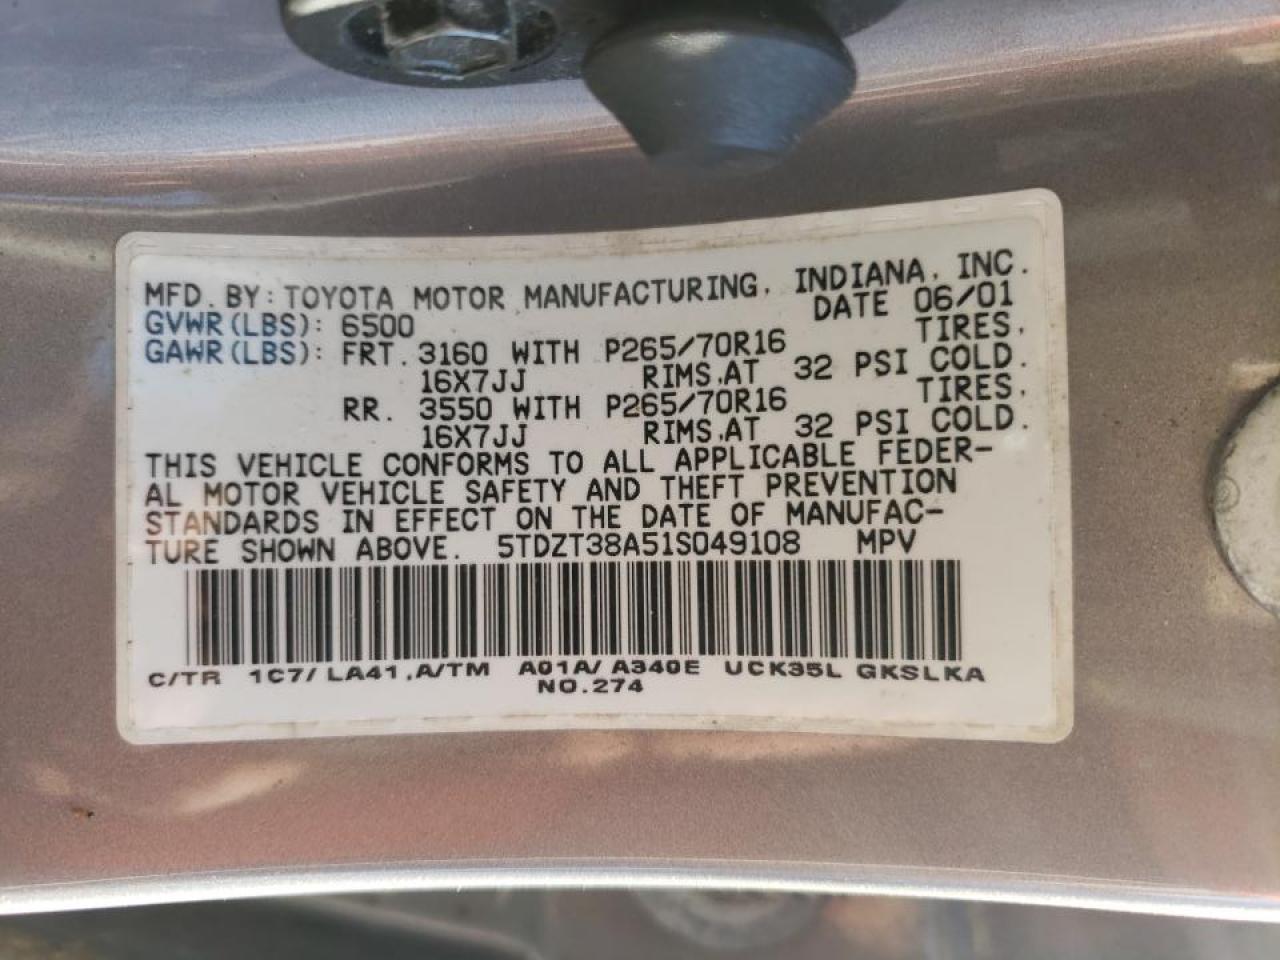 MFD. BY: TOYOTA MOTOR MANUFACTURING, INDIANA, INC.
GVWR(LBS): 6500 DATE 06/01
GAWR(LBS): FRT. 3160 WITH P265/70R16 TIRES,
16X7JJ RIMS,AT 32 PSI COLD.
RR. 3550 WITH P265/70R16 TIRES,
16X7JJ RIMS,AT 32 PSI COLD.
THIS VEHICLE CONFORMS TO ALL APPLICABLE FEDER-
AL MOTOR VEHICLE SAFETY AND THEFT PREVENTION
STANDARDS IN EFFECT ON THE DATE OF MANUFAC-
TURE SHOWN ABOVE. 5TDZT38A51S049108 MPV
C/TR 1C7/ LA41,A/TM A01A/ A340E UCK35L GKSLKA
NO.274